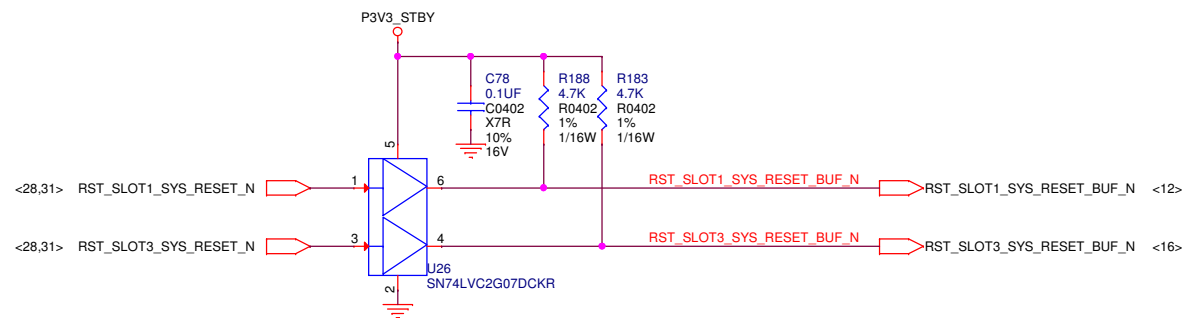 P3V3_STBY
C78
0.1UF
C0402
X7R
10%
16V
R188
4.7K
R0402
1%
1/16W
R183
4.7K
R0402
1%
1/16W
5
<28,31> RST_SLOT1_SYS_RESET_N 1 6 RST_SLOT1_SYS_RESET_BUF_N RST_SLOT1_SYS_RESET_BUF_N <12>
<28,31> RST_SLOT3_SYS_RESET_N 3 4 RST_SLOT3_SYS_RESET_BUF_N RST_SLOT3_SYS_RESET_BUF_N <16>
U26
SN74LVC2G07DCKR
2